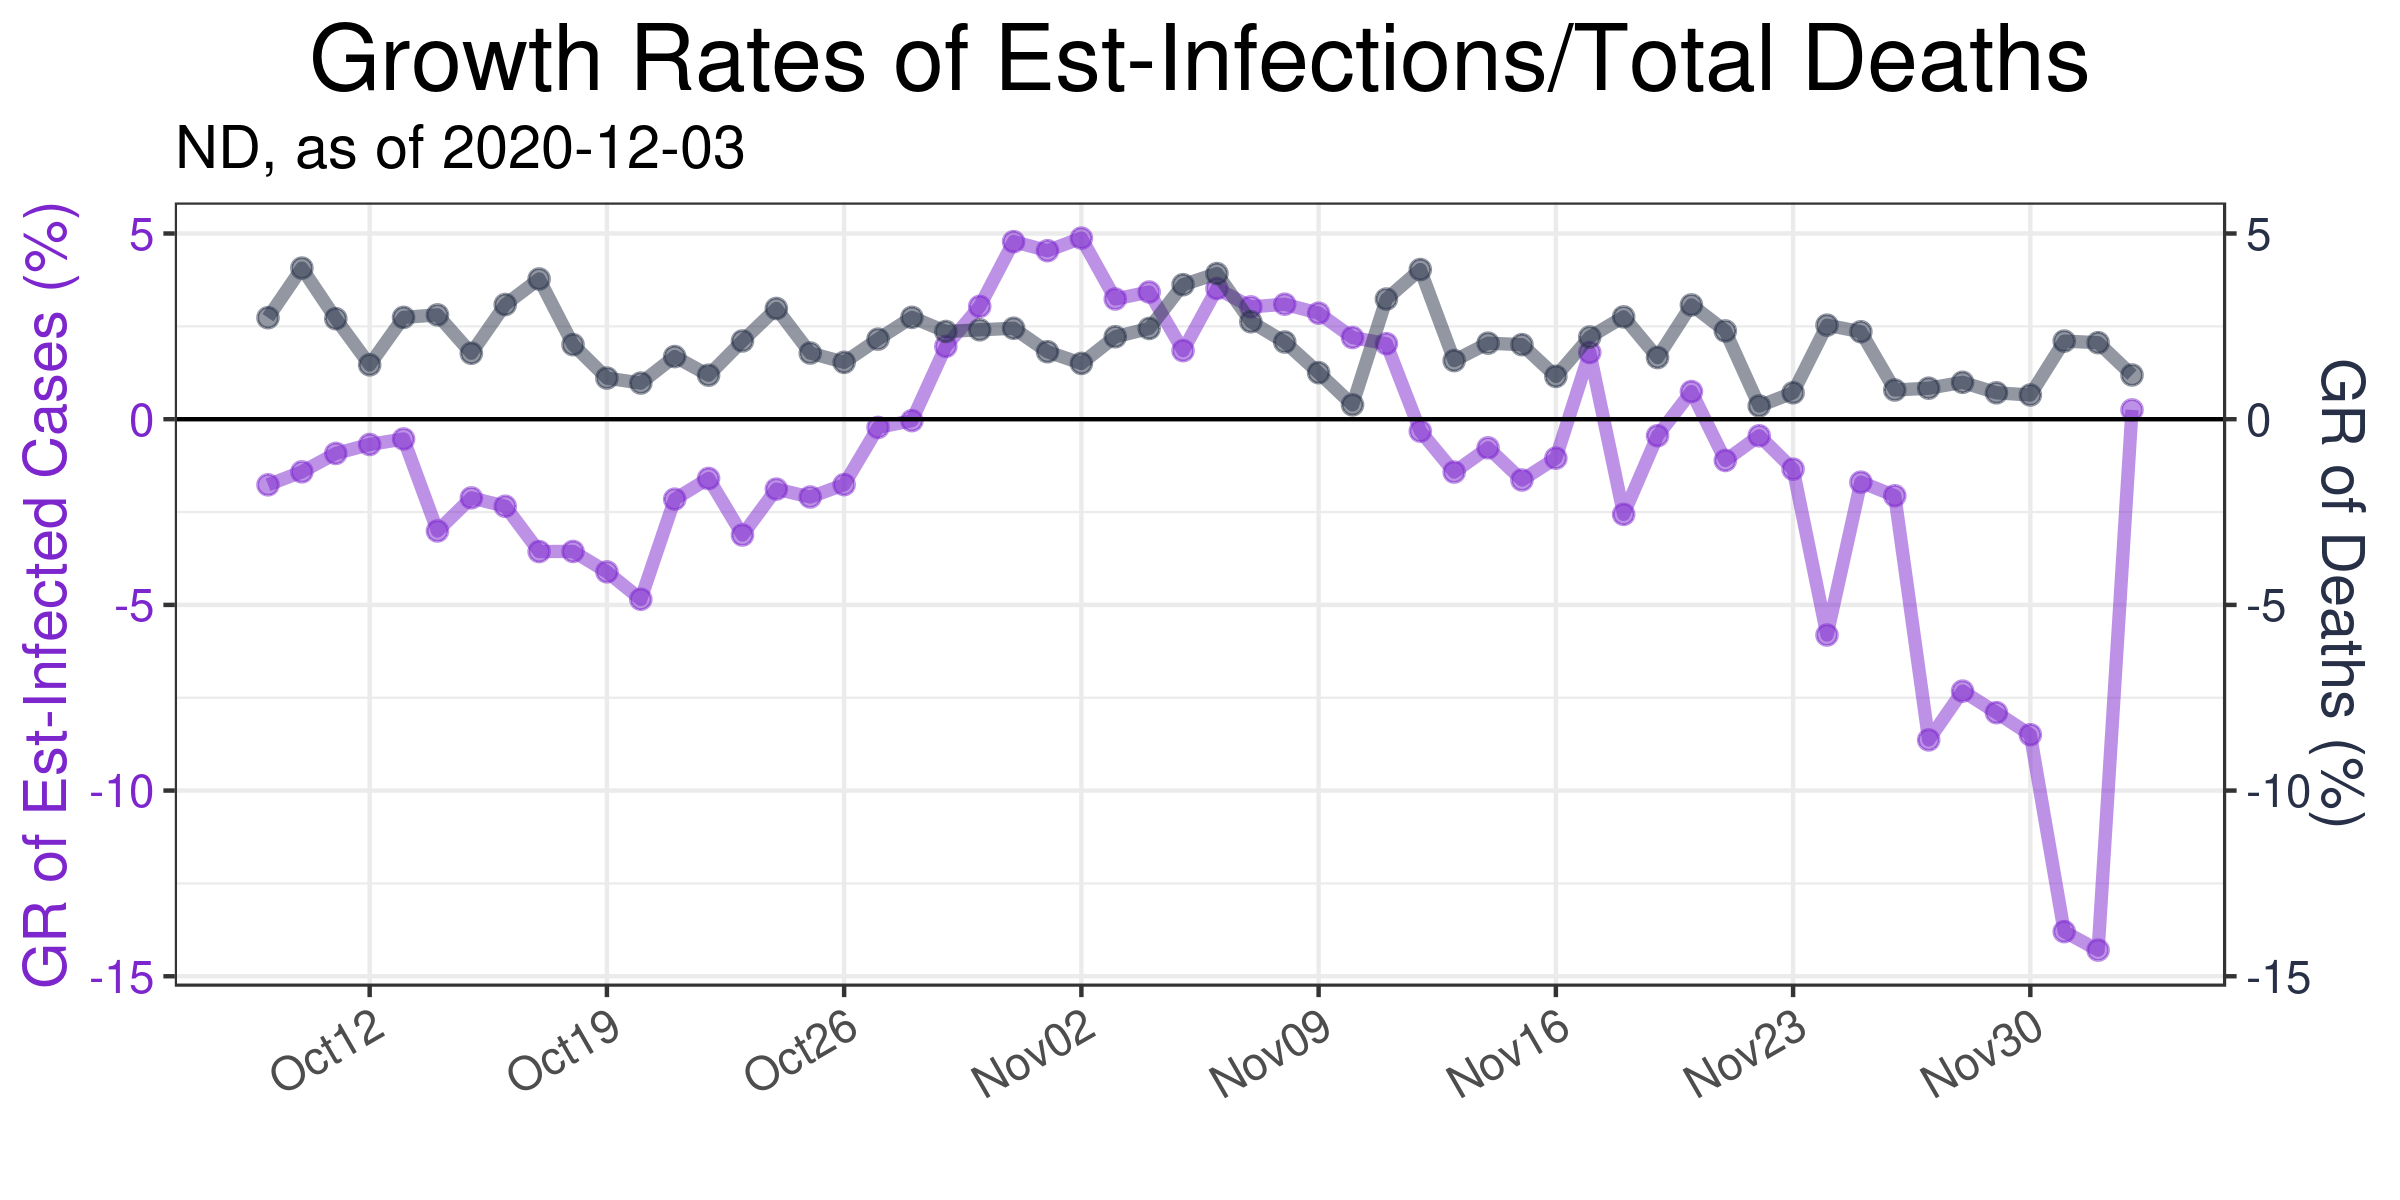 Growth Rates of Est-Infections/Total Deaths
ND, as of 2020-12-03
GR of Est-Infected Cases (%)
5
0
-5
-10
-15
5
0
-5
-10
-15
GR of Deaths (%)
Oct12
Oct19
Oct26
Nov02
Nov09
Nov16
Nov23
Nov30